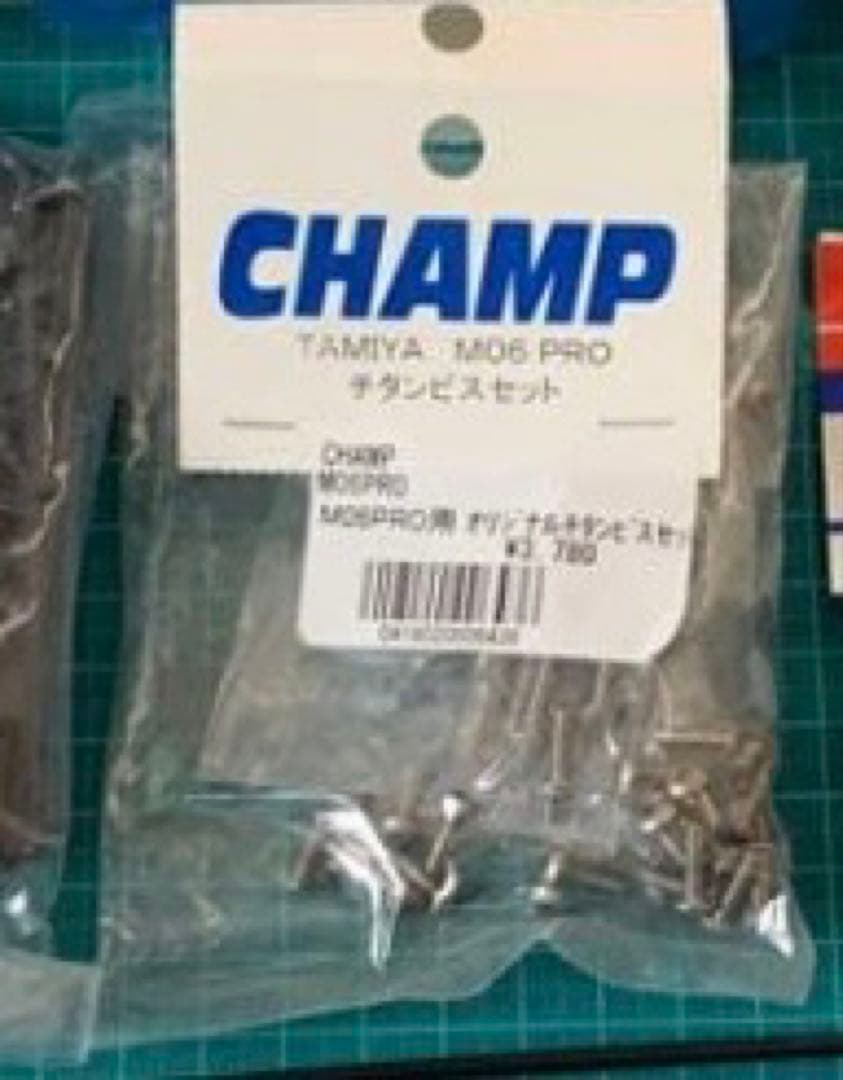 CHAMP
TAMIYA M06 PRO
チタンビスセット
CHAMP
M06PRO
M06PRO用 オリジナルチタンビスセッ